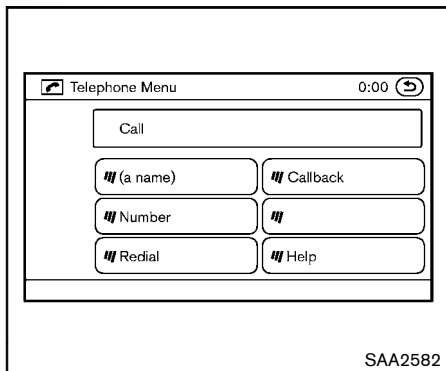 Telephone Menu 0:00
Call
(a name) Callback
Number
Redial Help
SAA2582